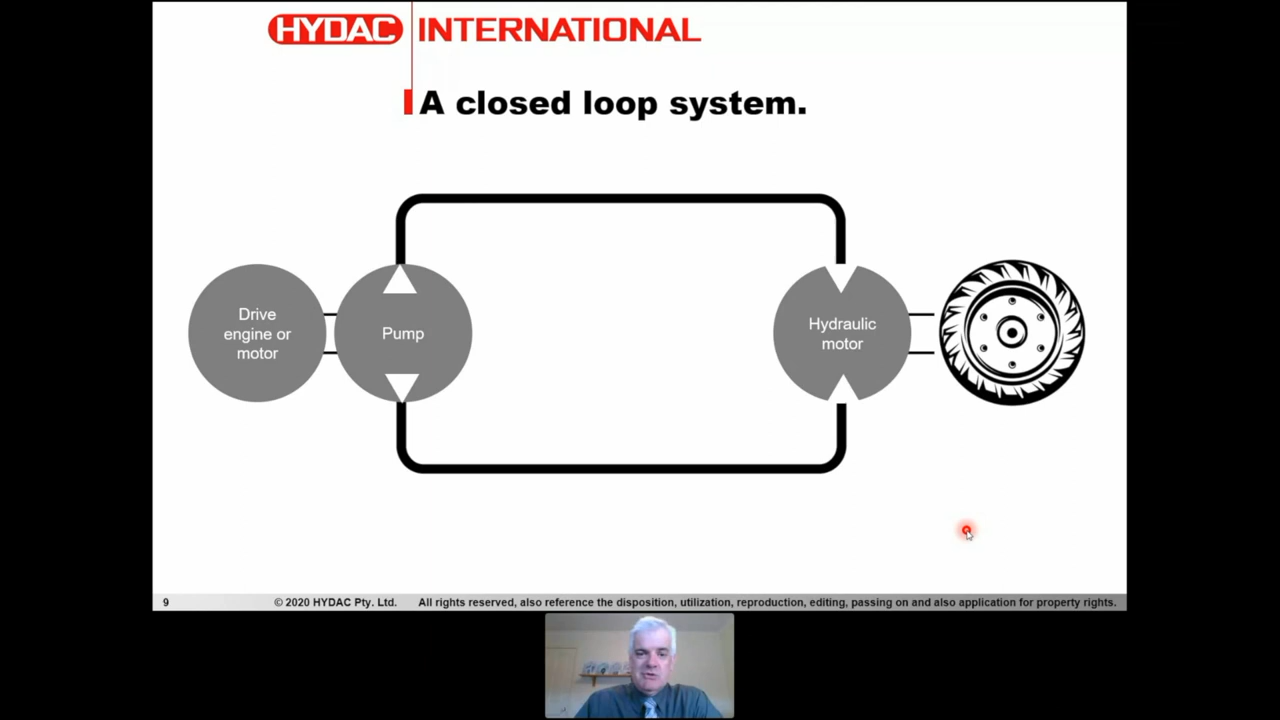 HYDAC INTERNATIONAL
A closed loop system.
Drive
engine or
motor
Pump
Hydraulic
motor
9 © 2020 HYDAC Pty. Ltd. All rights reserved, also reference the disposition, utilization, reproduction, editing, passing on and also application for property rights.